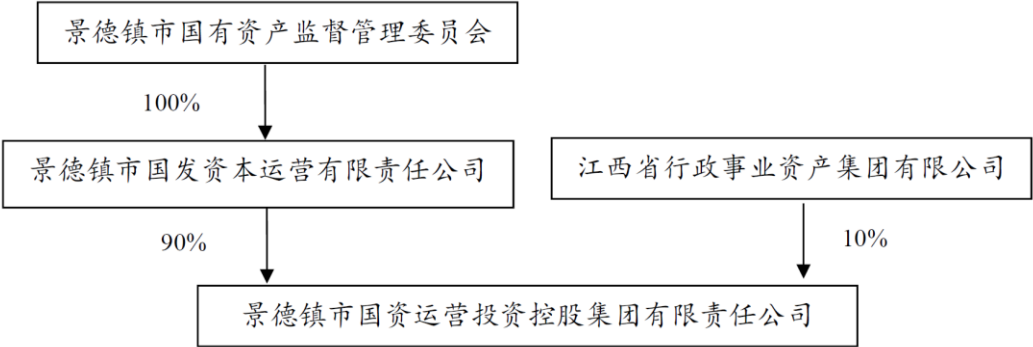 景德镇市国有资产监督管理委员会
100%
景德镇市国发资本运营有限责任公司
江西省行政事业资产集团有限公司
90%
10%
景德镇市国资运营投资控股集团有限责任公司